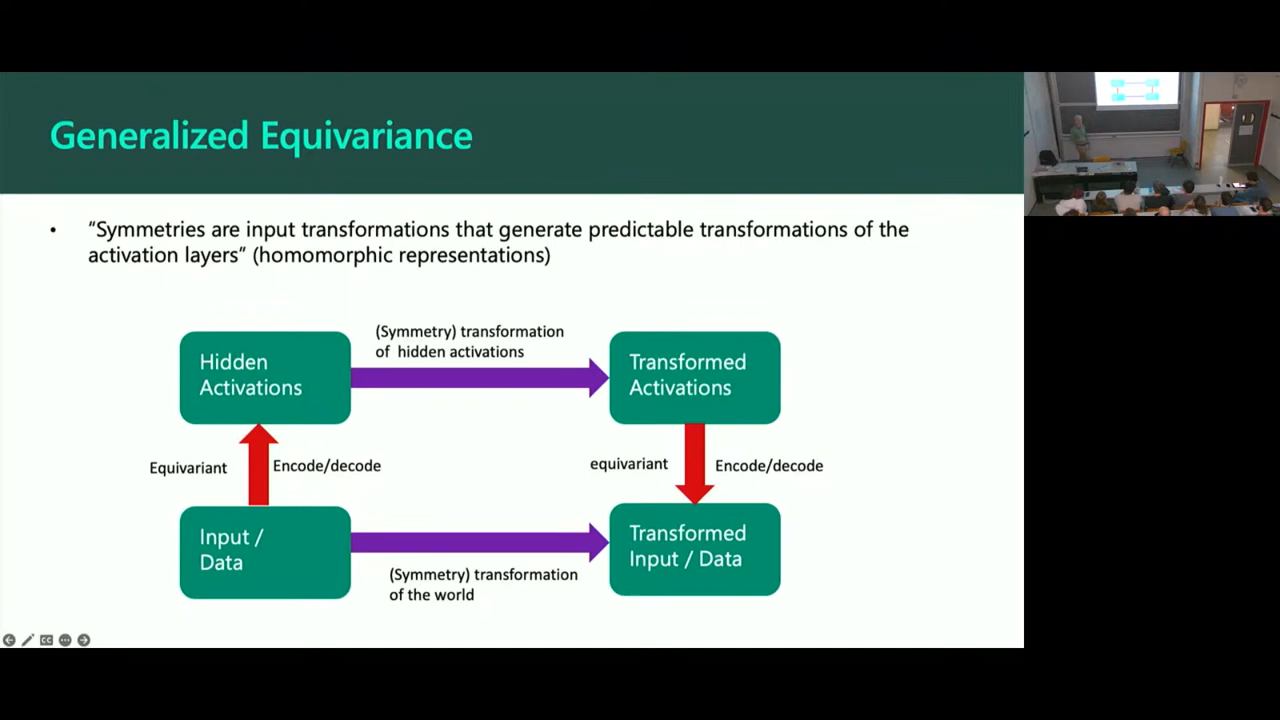 Generalized Equivariance
• "Symmetries are input transformations that generate predictable transformations of the
activation layers" (homomorphic representations)
(Symmetry) transformation
of hidden activations
Hidden
Activations
Transformed
Activations
Equivariant
Encode/decode
equivariant
Encode/decode
Input /
Data
Transformed
Input / Data
(Symmetry) transformation
of the world
CC